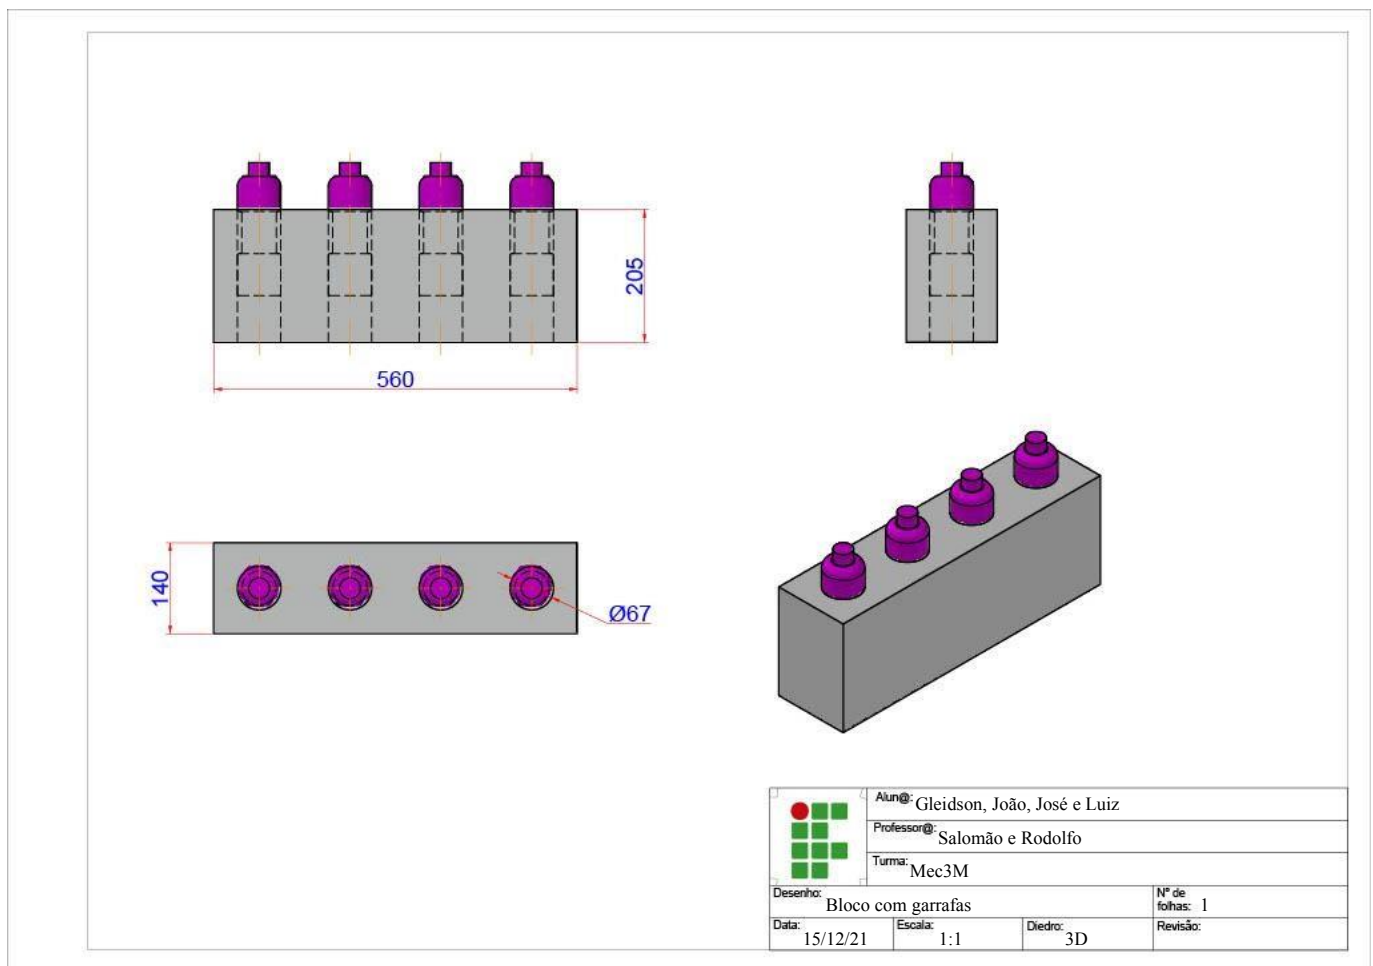 205
560
140
Ø67
Alun@: Gleidson, João, José e Luiz
Professor@: Salomão e Rodolfo
Turma: Mec3M
Desenho: Bloco com garrafas
N° de
folhas: 1
Data: 15/12/21
Escala: 1:1
Diedro: 3D
Revisão: